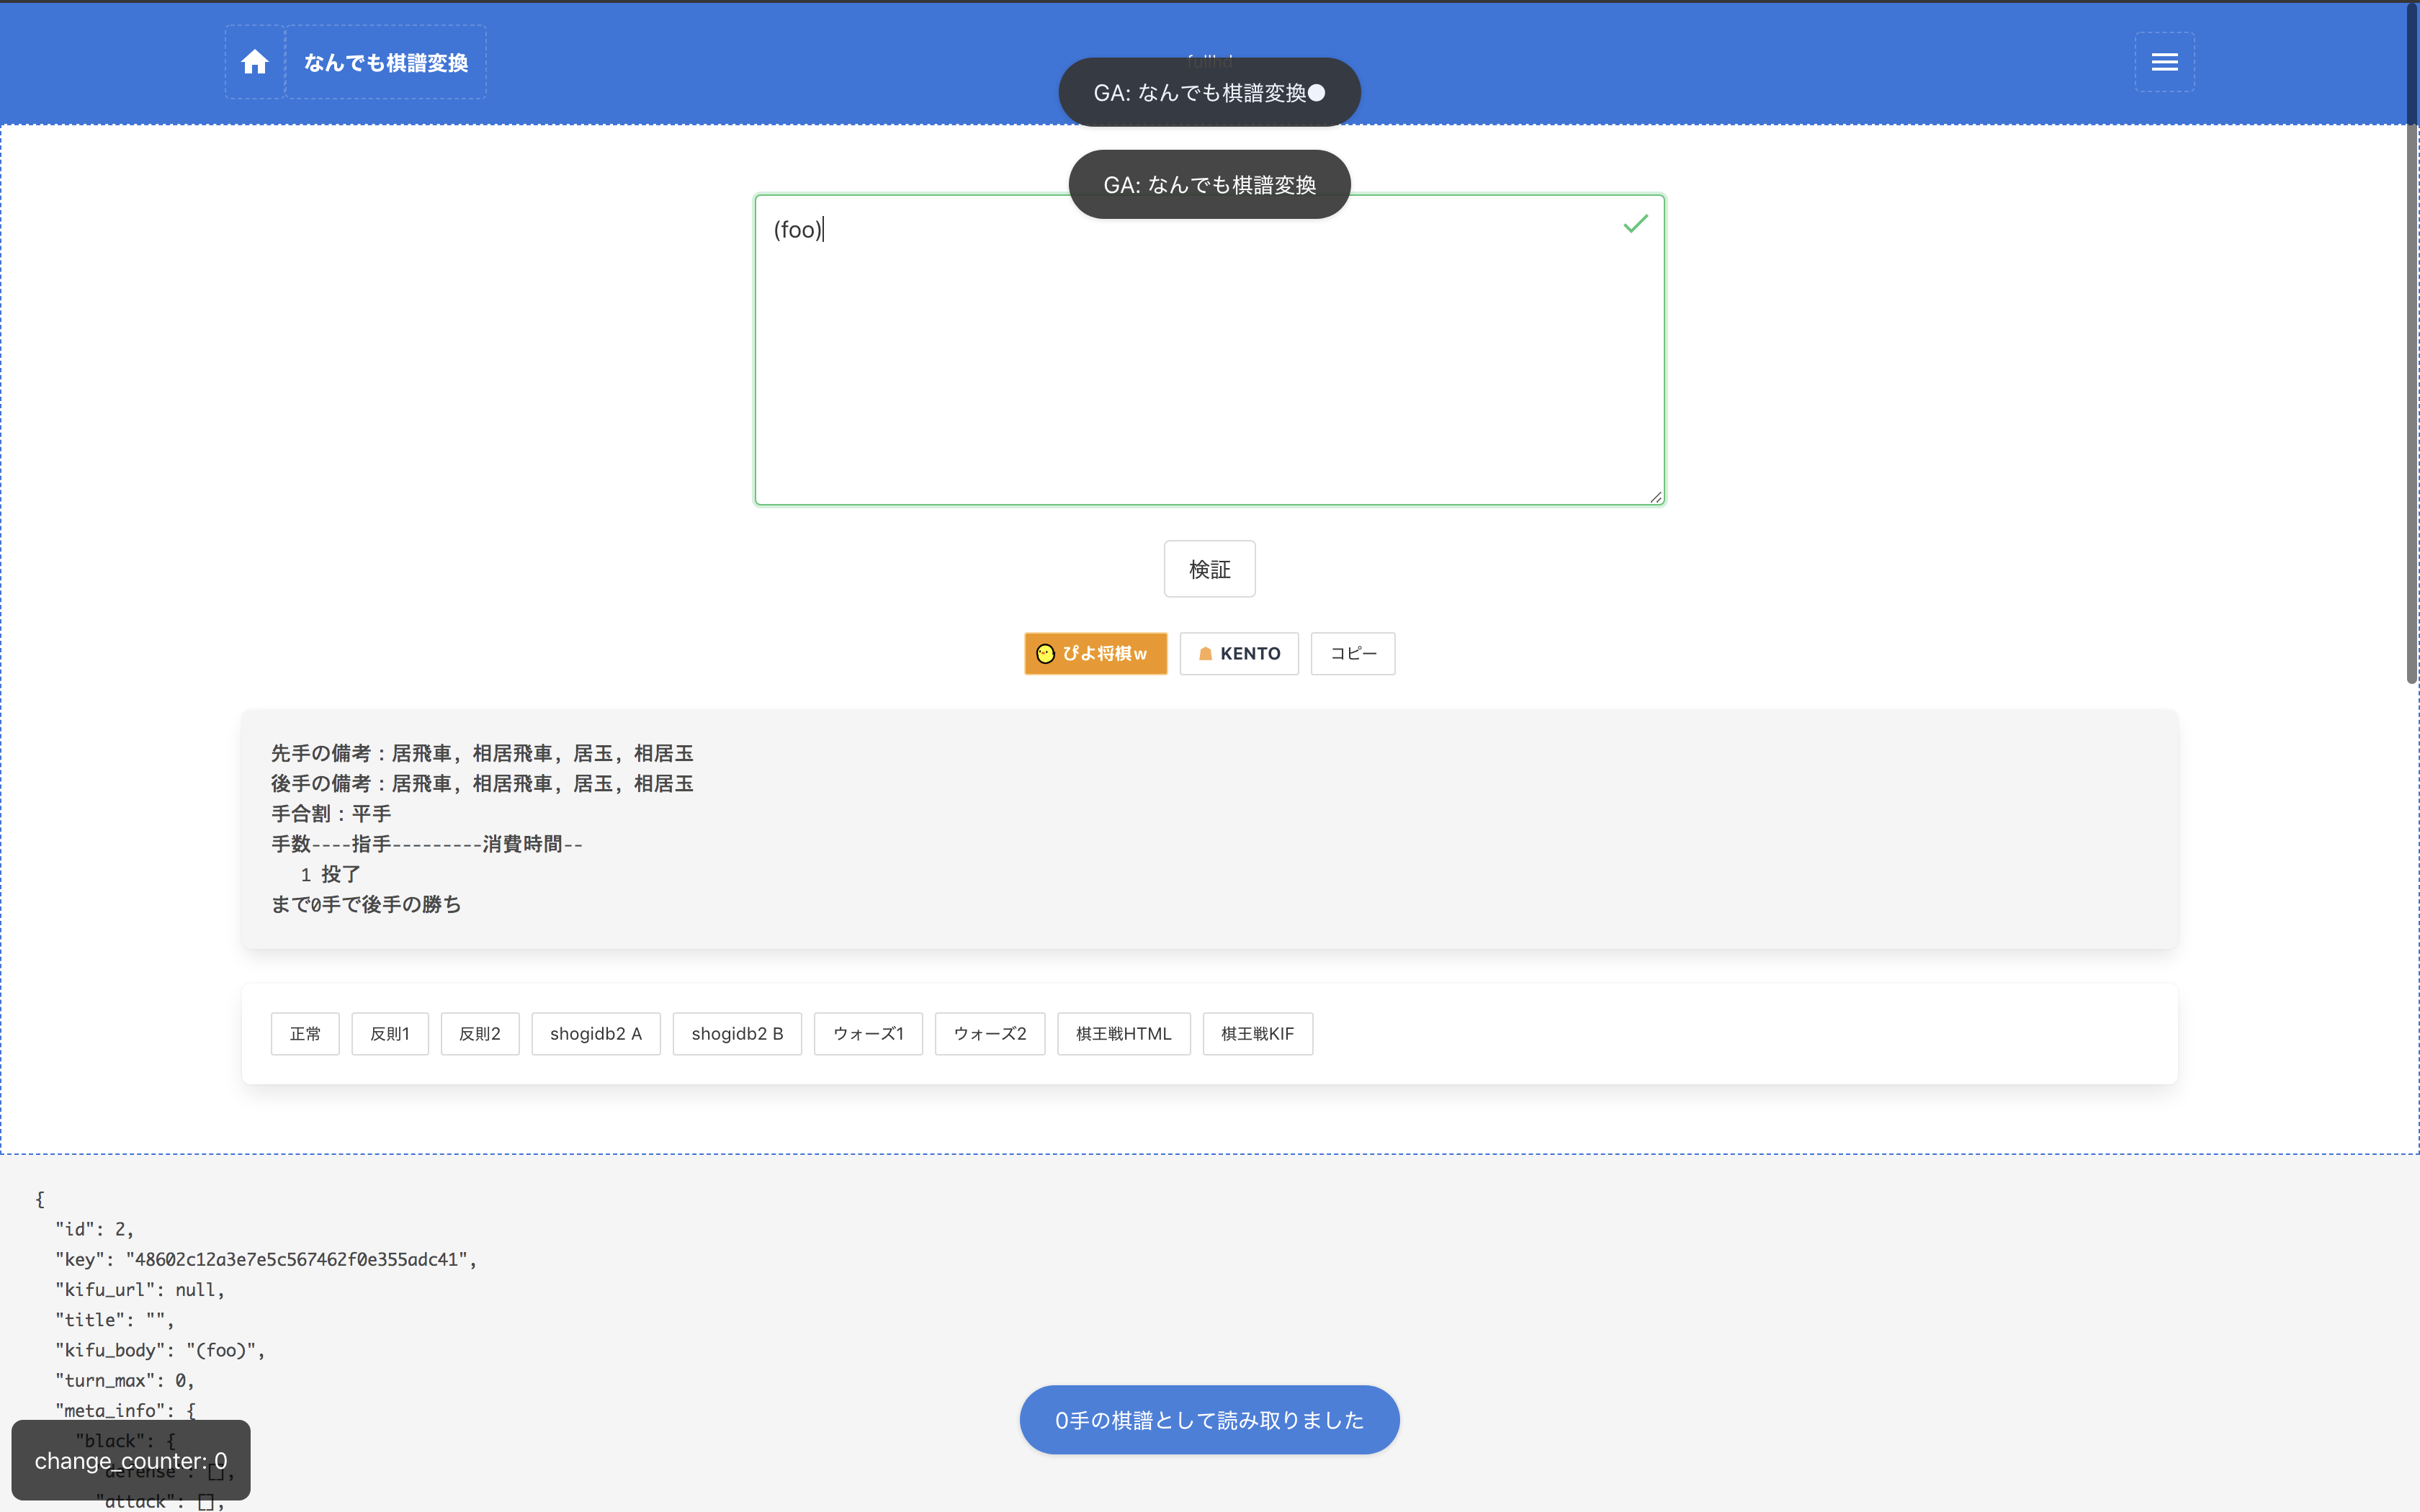 なんでも棋譜変換
fullhd
GA: なんでも棋譜変換
GA: なんでも棋譜変換
(foo)
検証
ぴよ将棋w
KENTO
コピー
先手の備考：居飛車, 相居飛車, 居玉, 相居玉
後手の備考：居飛車, 相居飛車, 居玉, 相居玉
手合割：平手
手数----指手---------消費時間--
1 投了
まで0手で後手の勝ち
正常 反則1 反則2 shogidb2 A shogidb2 B ウォーズ1 ウォーズ2 棋王戦HTML 棋王戦KIF
{
"id": 2,
"key": "48602c12a3e7e5c567462f0e355adc41",
"kifu_url": null,
"title": "",
"kifu_body": "(foo)",
"turn_max": 0,
"meta_info": {
"black": {
"defense": [],
"attack": [],
change_counter: 0
0手の棋譜として読み取りました